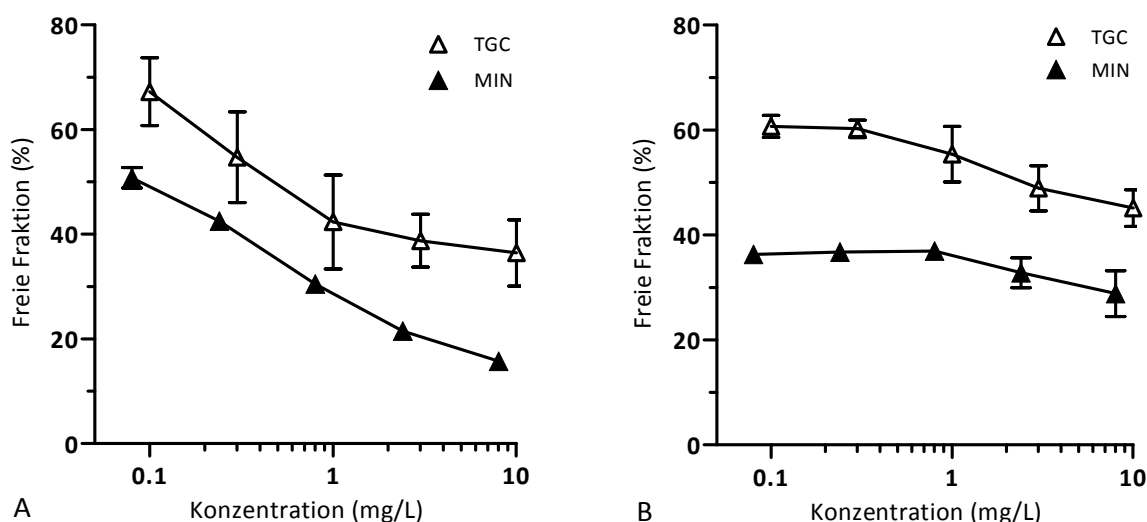 80
60
40
20
0
Freie Fraktion (%)
TGC
MIN
0.1 1 10
Konzentration (mg/L)
A
80
60
40
20
0
Freie Fraktion (%)
TGC
MIN
0.1 1 10
Konzentration (mg/L)
B